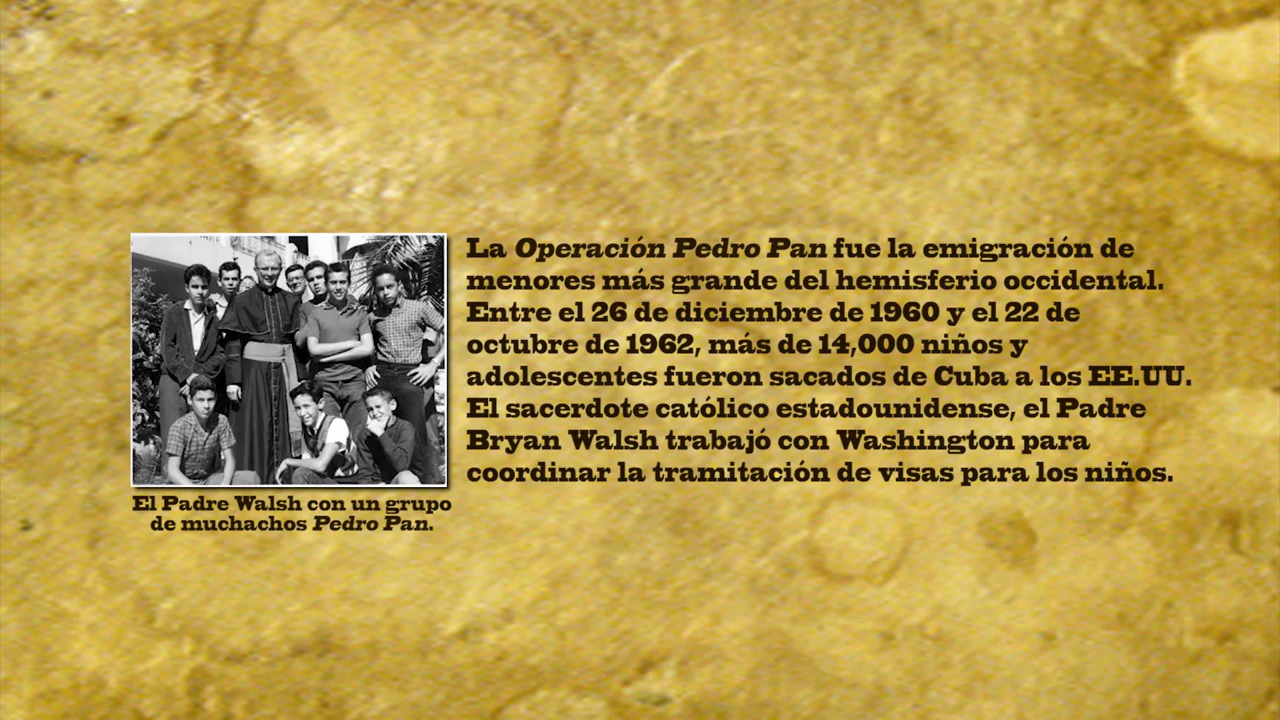 La Operación Pedro Pan fue la emigración de
menores más grande del hemisferio occidental.
Entre el 26 de diciembre de 1960 y el 22 de
octubre de 1962, más de 14,000 niños y
adolescentes fueron sacados de Cuba a los EE.UU.
El sacerdote católico estadounidense, el Padre
Bryan Walsh trabajó con Washington para
coordinar la tramitación de visas para los niños.
El Padre Walsh con un grupo
de muchachos Pedro Pan.